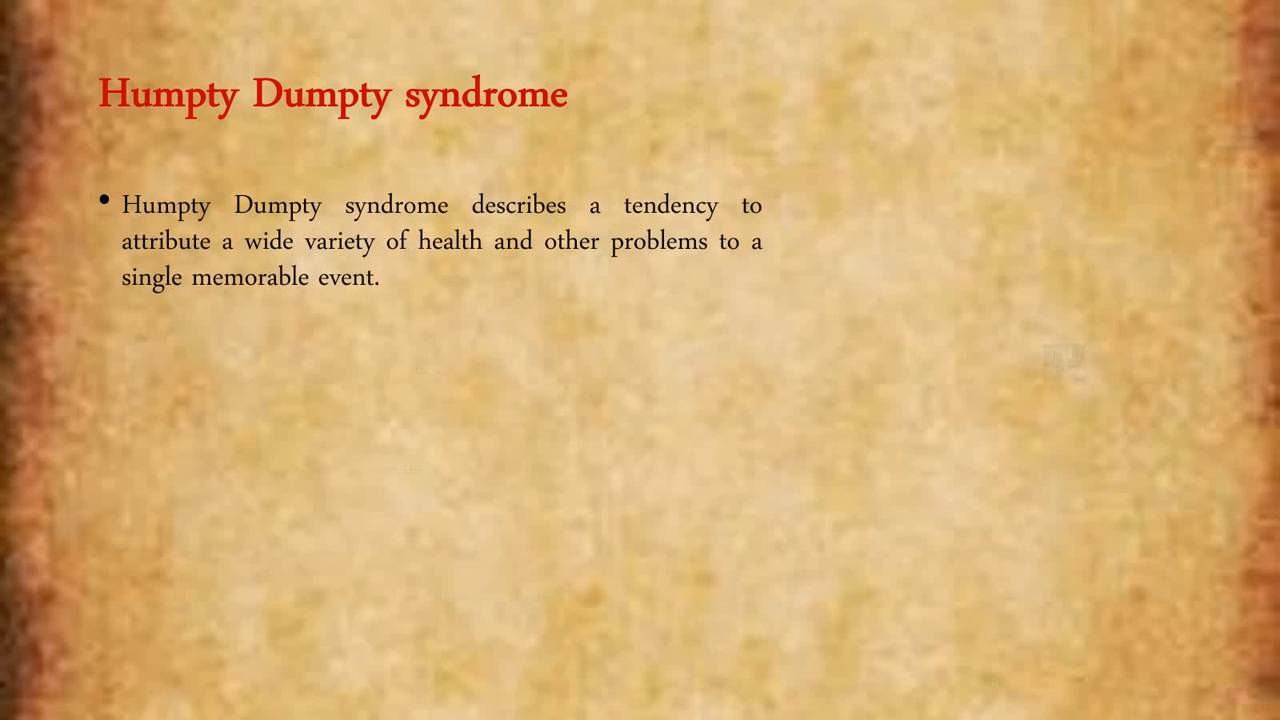 Humpty Dumpty syndrome
• Humpty Dumpty syndrome describes a tendency to
attribute a wide variety of health and other problems to a
single memorable event.